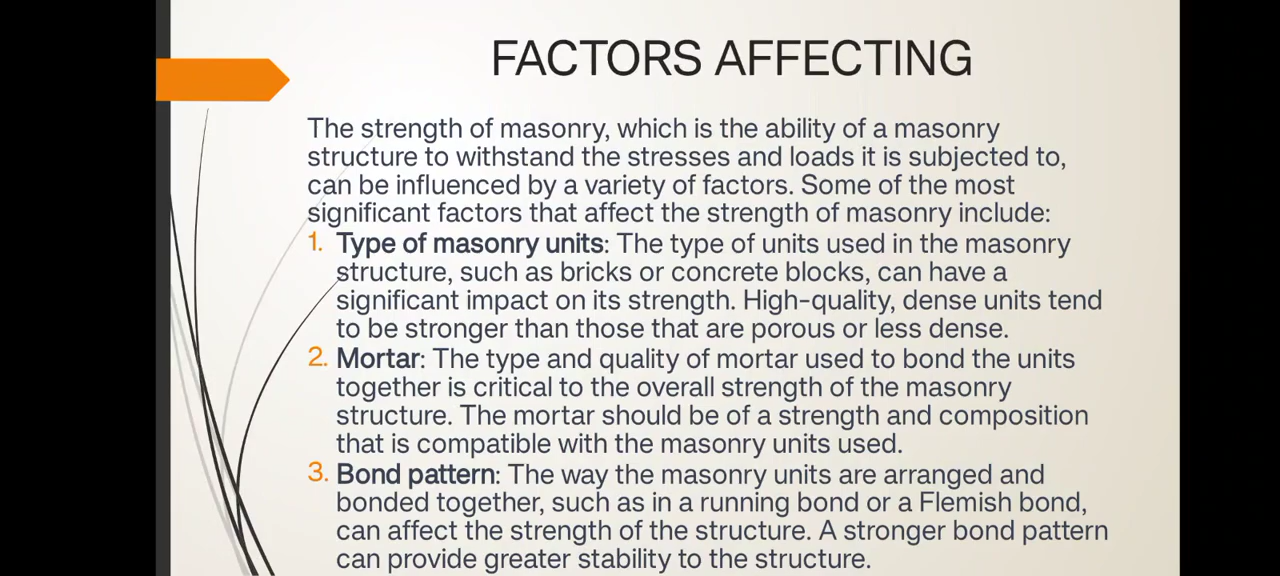 FACTORS AFFECTING
The strength of masonry, which is the ability of a masonry
structure to withstand the stresses and loads it is subjected to,
can be influenced by a variety of factors. Some of the most
significant factors that affect the strength of masonry include:
1. Type of masonry units: The type of units used in the masonry
structure, such as bricks or concrete blocks, can have a
significant impact on its strength. High-quality, dense units tend
to be stronger than those that are porous or less dense.
2. Mortar: The type and quality of mortar used to bond the units
together is critical to the overall strength of the masonry
structure. The mortar should be of a strength and composition
that is compatible with the masonry units used.
3. Bond pattern: The way the masonry units are arranged and
bonded together, such as in a running bond or a Flemish bond,
can affect the strength of the structure. A stronger bond pattern
can provide greater stability to the structure.